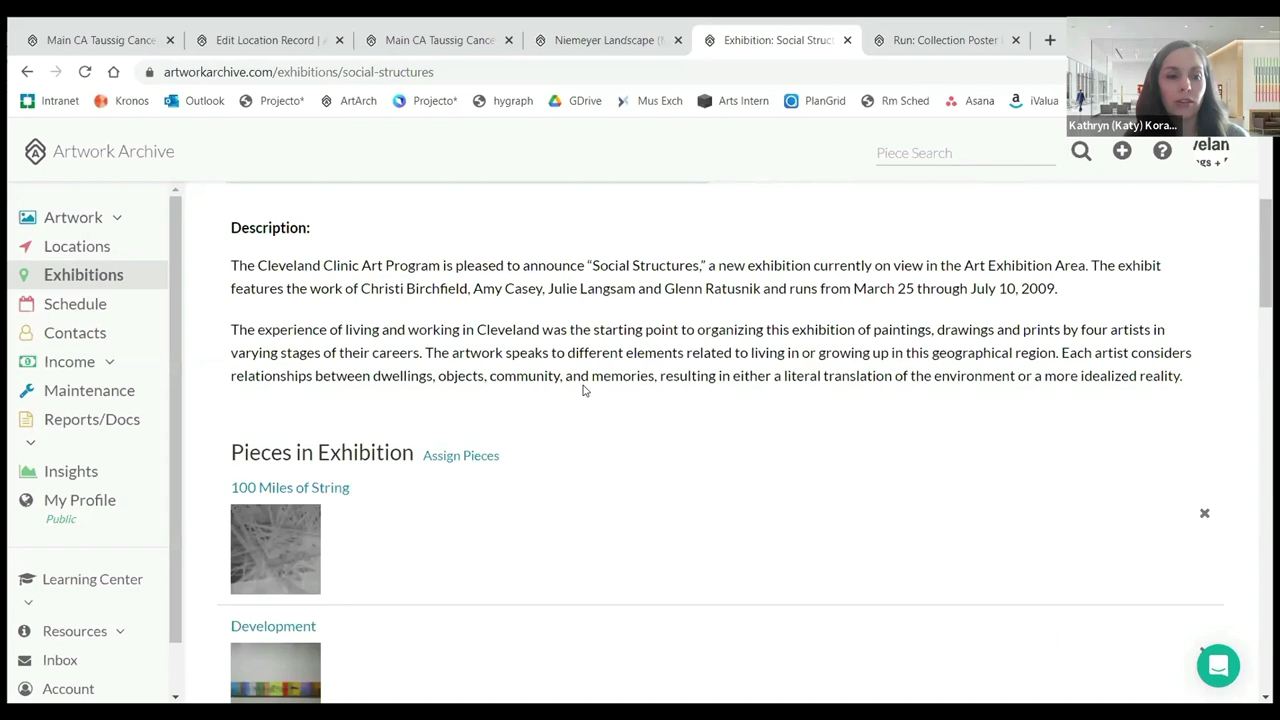 Main CA Taussig Cance
Edit Location Record | A
Main CA Taussig Cance
Niemeyer Landscape (N
Exhibition: Social Struct
Run: Collection Poster
artworkarchive.com/exhibitions/social-structures
Intranet
Kronos
Outlook
Projecto*
ArtArch
Projecto*
hygraph
GDrive
Mus Exch
Arts Intern
PlanGrid
Rm Sched
Asana
iValua
Kathryn (Katy) Kora...
Artwork Archive
Piece Search
Artwork
Locations
Exhibitions
Schedule
Contacts
Income
Maintenance
Reports/Docs
Insights
My Profile
Public
Learning Center
Resources
Inbox
Account
Description:
The Cleveland Clinic Art Program is pleased to announce “Social Structures,” a new exhibition currently on view in the Art Exhibition Area. The exhibit
features the work of Christi Birchfield, Amy Casey, Julie Langsam and Glenn Ratusnik and runs from March 25 through July 10, 2009.
The experience of living and working in Cleveland was the starting point to organizing this exhibition of paintings, drawings and prints by four artists in
varying stages of their careers. The artwork speaks to different elements related to living in or growing up in this geographical region. Each artist considers
relationships between dwellings, objects, community, and memories, resulting in either a literal translation of the environment or a more idealized reality.
Pieces in Exhibition Assign Pieces
100 Miles of String
Development